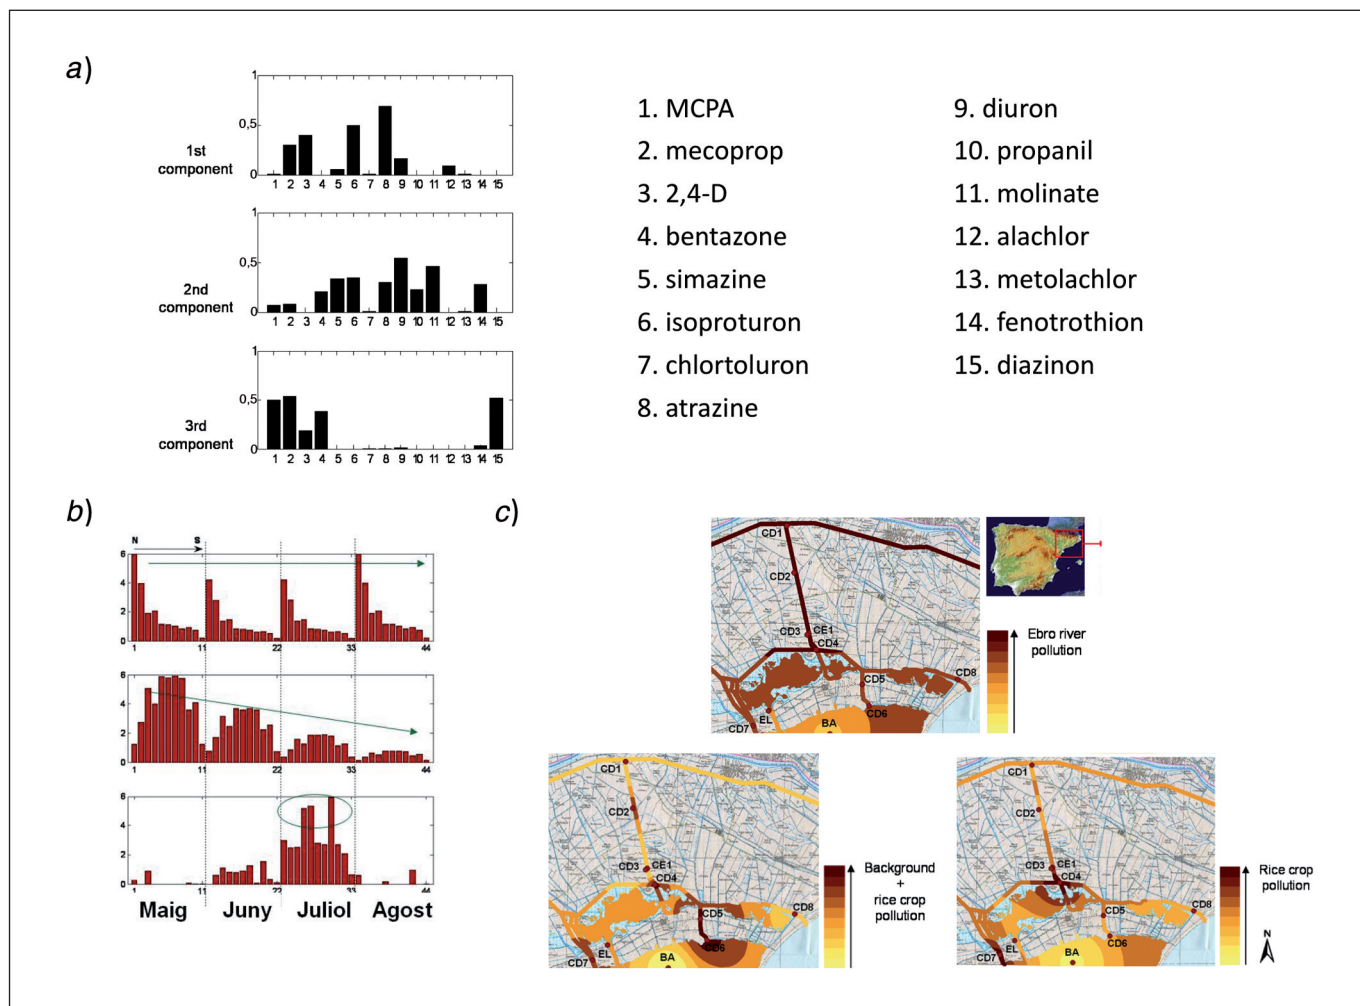 a)
1
0,5
0
1st
component
1 2 3 4 5 6 7 8 9 10 11 12 13 14 15
1
0,5
0
2nd
component
1 2 3 4 5 6 7 8 9 10 11 12 13 14 15
1
0,5
0
3rd
component
1 2 3 4 5 6 7 8 9 10 11 12 13 14 15
1. MCPA
2. mecoprop
3. 2,4-D
4. bentazone
5. simazine
6. isoproturon
7. chlortoluron
8. atrazine
9. diuron
10. propanil
11. molinate
12. alachlor
13. metolachlor
14. fenotrothion
15. diazinon
b)
N S
6
4
2
0
1 11 22 33 44
6
4
2
0
1 11 22 33 44
6
4
2
0
1 11 22 33 44
Maig Juny Juliol Agost
c)
CD1
CD2
CD3 CE1
CD4
CD5 CD8
CD6
EL
BA
CD7
Ebro river
pollution
CD1
CD2
CD3 CE1
CD4
CD5 CD8
CD6
EL
BA
CD7
Background
+
rice crop
pollution
CD1
CD2
CD3 CE1
CD4
CD5 CD8
CD6
EL
BA
CD7
Rice crop
pollution
N